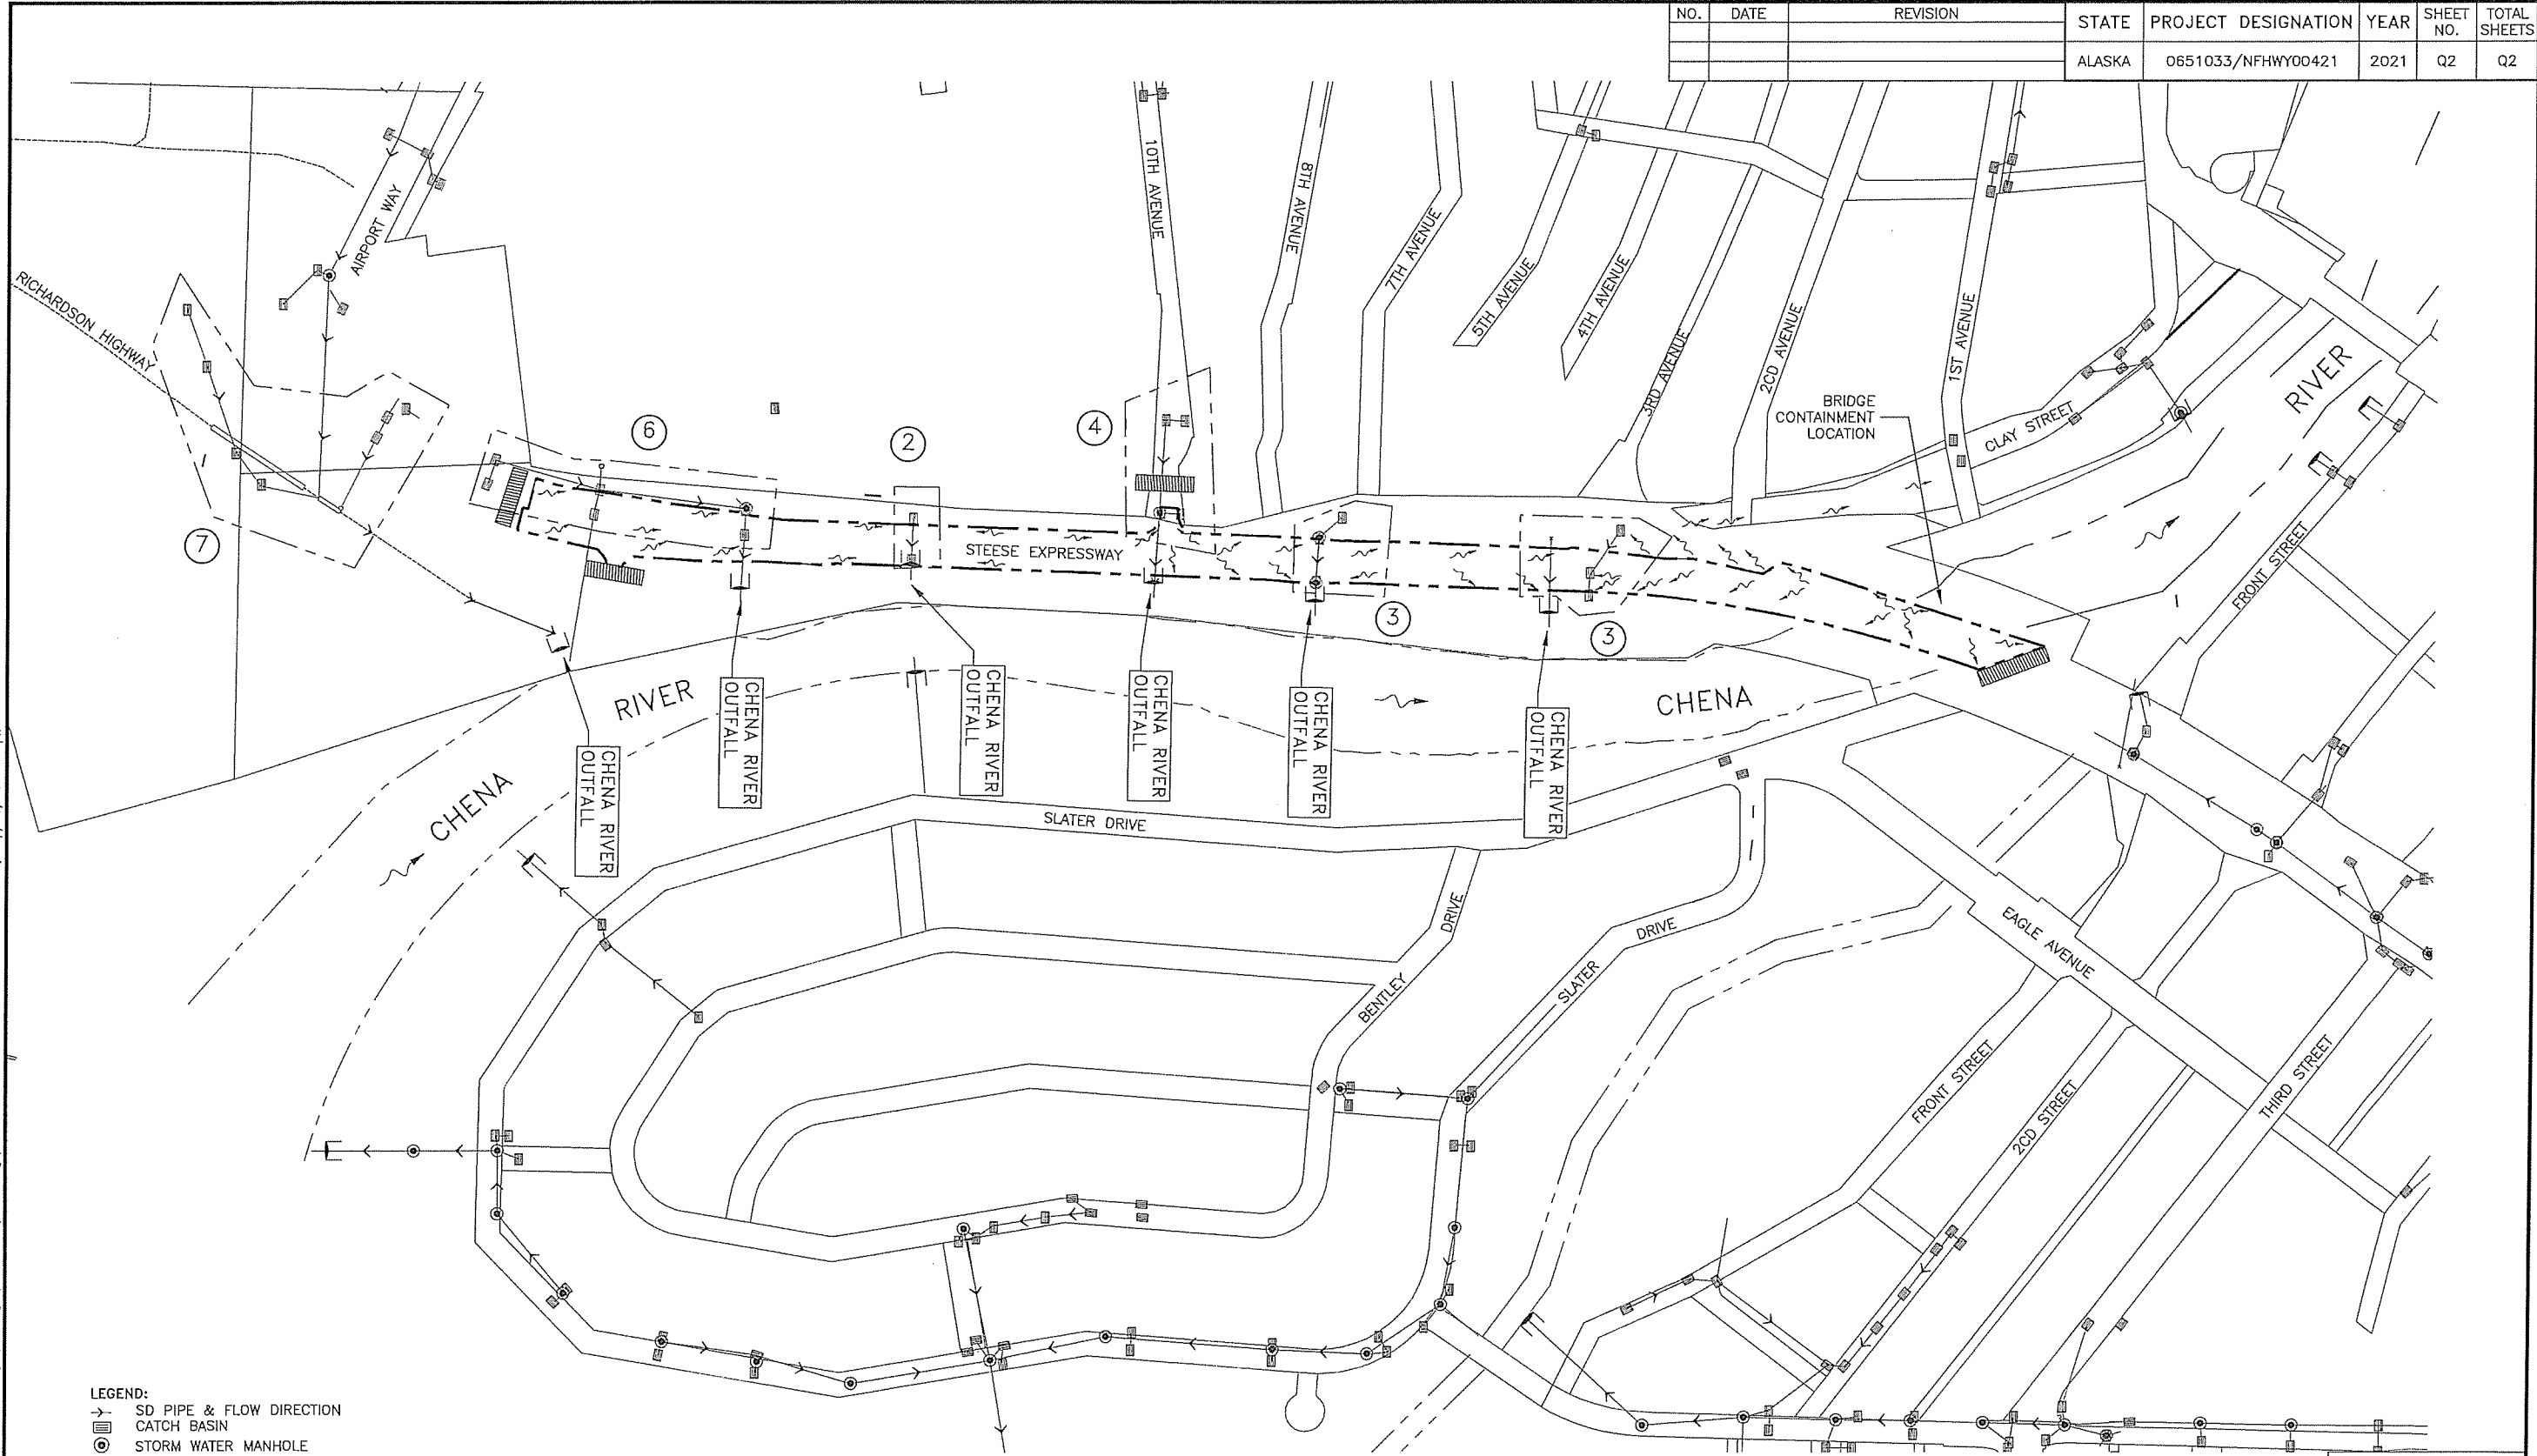 NO. DATE REVISION STATE PROJECT DESIGNATION YEAR SHEET NO. TOTAL SHEETS
ALASKA 0651033/NFHWY00421 2021 Q2 Q2
RICHARDSON HIGHWAY
AIRPORT WAY
10TH AVENUE
8TH AVENUE
7TH AVENUE
5TH AVENUE
4TH AVENUE
3RD AVENUE
2CD AVENUE
1ST AVENUE
CLAY STREET
BRIDGE
CONTAINMENT
LOCATION
RIVER
FRONT STREET
7
6
2
4
3
3
STEESE EXPRESSWAY
CHENA
RIVER
CHENA
CHENA RIVER
OUTFALL
CHENA RIVER
OUTFALL
CHENA RIVER
OUTFALL
CHENA RIVER
OUTFALL
CHENA RIVER
OUTFALL
CHENA RIVER
OUTFALL
SLATER DRIVE
BENTLEY
DRIVE
SLATER
DRIVE
EAGLE AVENUE
FRONT STREET
2CD STREET
THIRD STREET
LEGEND:
SD PIPE & FLOW DIRECTION
CATCH BASIN
STORM WATER MANHOLE